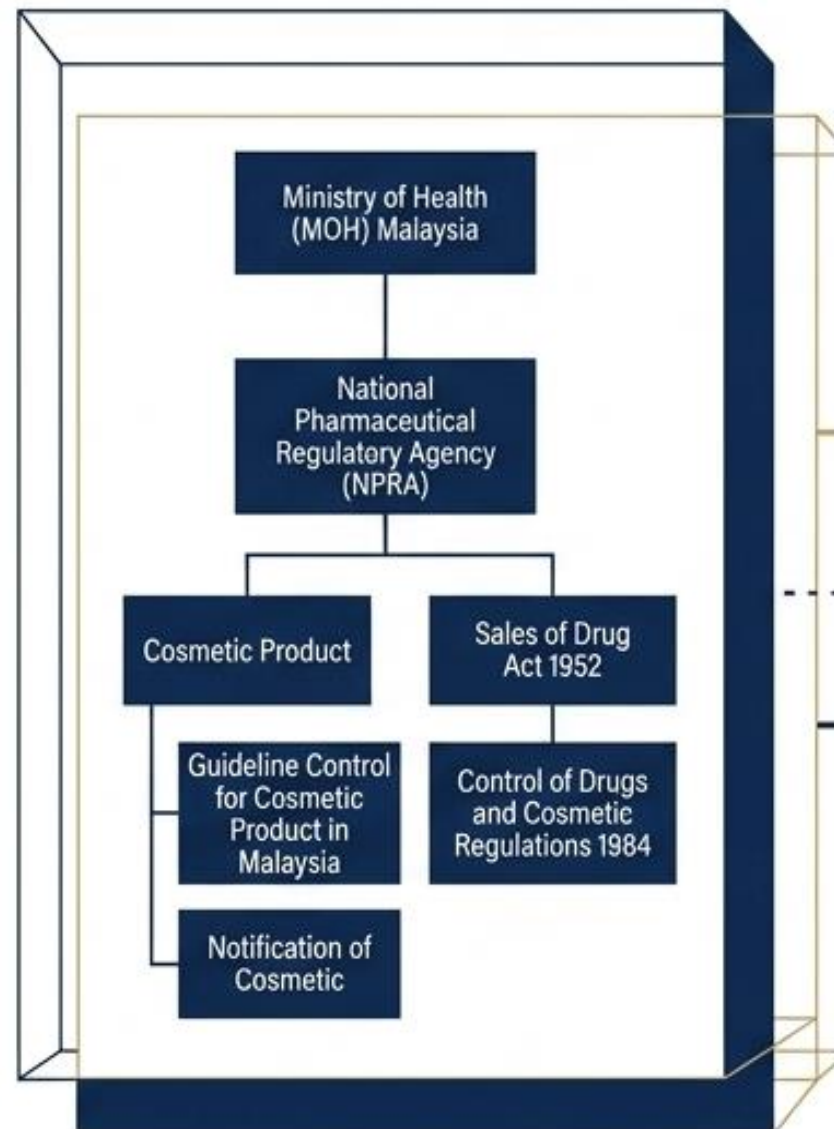 Ministry of Health
(MOH) Malaysia
National
Pharmaceutical
Regulatory Agency
(NPRA)
Cosmetic Product
Sales of Drug
Act 1952
Guideline Control
for Cosmetic
Product in
Malaysia
Control of Drugs
and Cosmetic
Regulations 1984
Notification of
Cosmetic